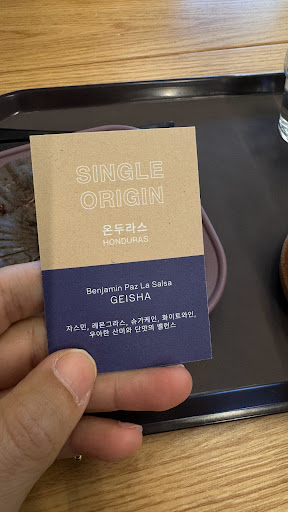 SINGLE
ORIGIN
온두라스
HONDURAS
Benjamin Paz La Salsa
GEISHA
자스민, 레몬그라스, 슈가케인, 화이트와인,
우아한 산미와 단맛의 밸런스